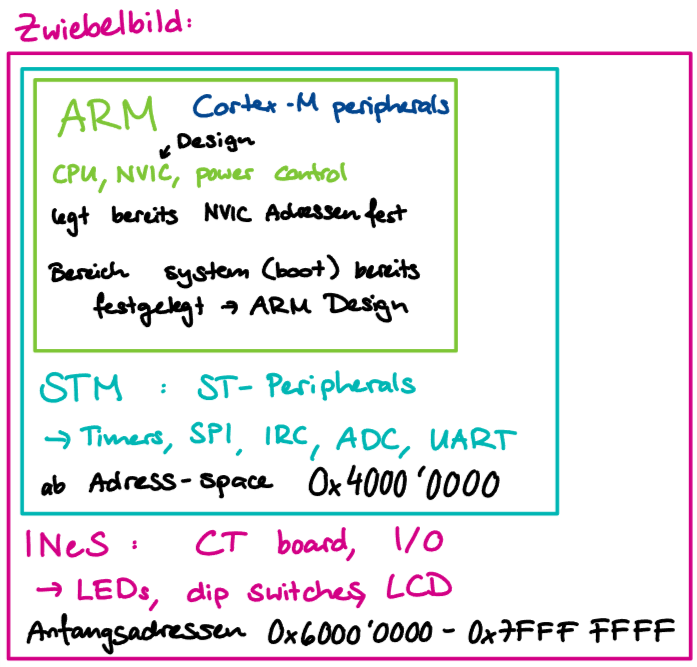 Zwiebelbild:
ARM Cortex-M peripherals
Design
CPU, NVIC, power control
legt bereits NVIC Adressen fest
Bereich system (boot) bereits
festgelegt → ARM Design
STM : ST-Peripherals
→ Timers, SPI, IRC, ADC, UART
ab Adress-space 0x4000'0000
INeS : CT board, I/O
→ LEDs, dip switches, LCD
Anfangsadressen 0x6000'0000 - 0x7FFF FFFF